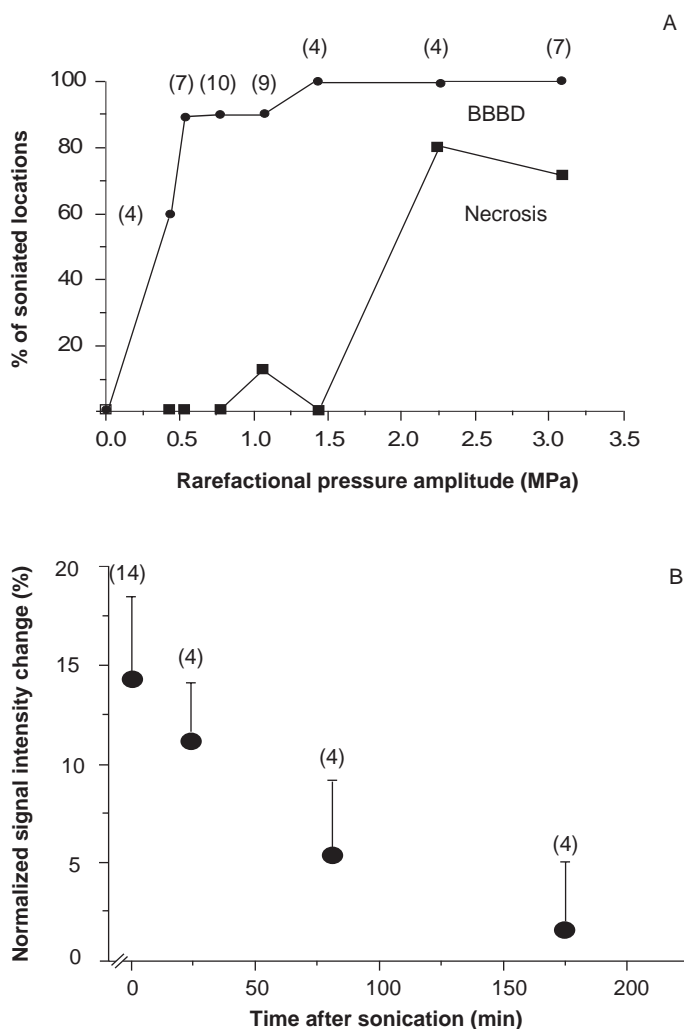 A
(4) (4) (7)
100 (7) (10) (9)
BBBD
80
Necrosis
60 (4)
40
20
% of soniated locations
0.0 0.5 1.0 1.5 2.0 2.5 3.0 3.5
Rarefactional pressure amplitude (MPa)
20
(14) B
(4)
15
(4)
10
(4)
5
0
Normalized signal intensity change (%)
0 50 100 150 200
Time after sonication (min)